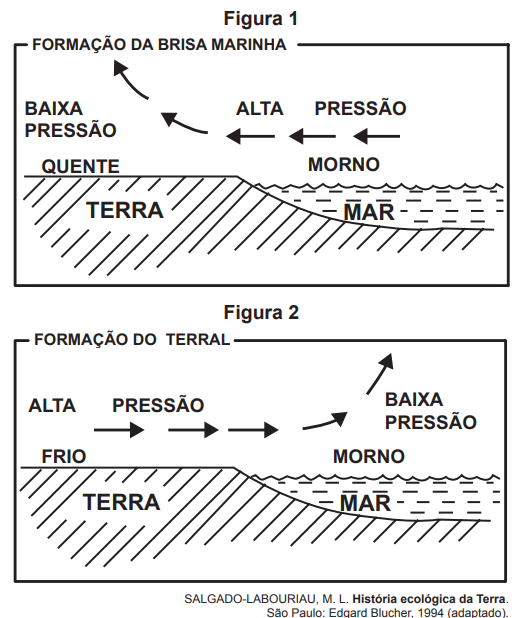 Figura 1
FORMAÇÃO DA BRISA MARINHA
BAIXA
PRESSÃO
ALTA PRESSÃO
QUENTE
MORNO
TERRA
MAR
Figura 2
FORMAÇÃO DO TERRAL
ALTA PRESSÃO
BAIXA
PRESSÃO
FRIO
MORNO
TERRA
MAR
SALGADO-LABOURIAU, M. L. História ecológica da Terra.
São Paulo: Edgard Blucher, 1994 (adaptado).